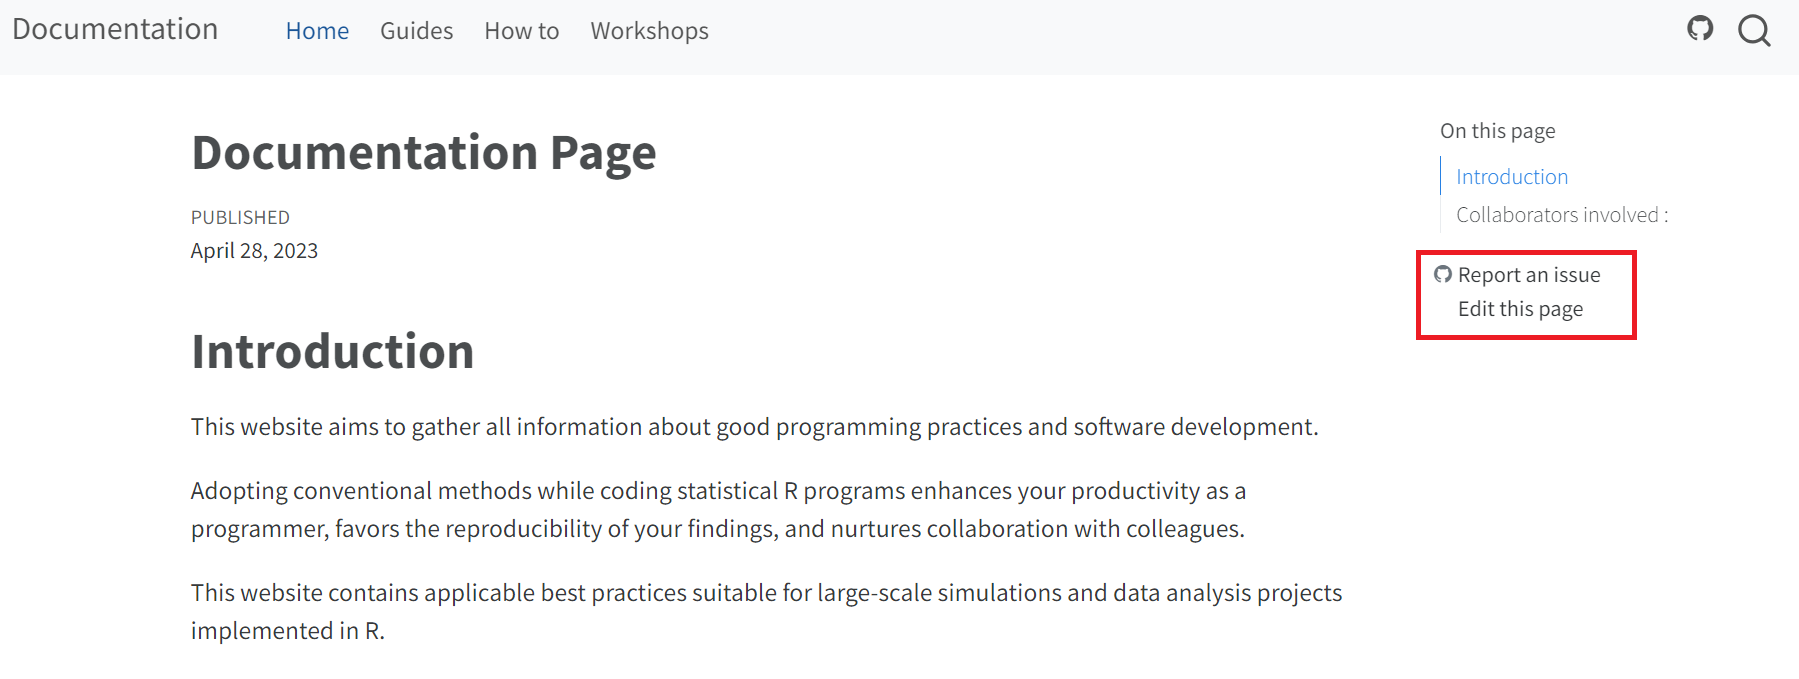 Documentation
Home
Guides
How to
Workshops
Documentation Page
PUBLISHED
April 28, 2023
Introduction
This website aims to gather all information about good programming practices and software development.
Adopting conventional methods while coding statistical R programs enhances your productivity as a
programmer, favors the reproducibility of your findings, and nurtures collaboration with colleagues.
This website contains applicable best practices suitable for large-scale simulations and data analysis projects
implemented in R.
On this page
Introduction
Collaborators involved :
Report an issue
Edit this page